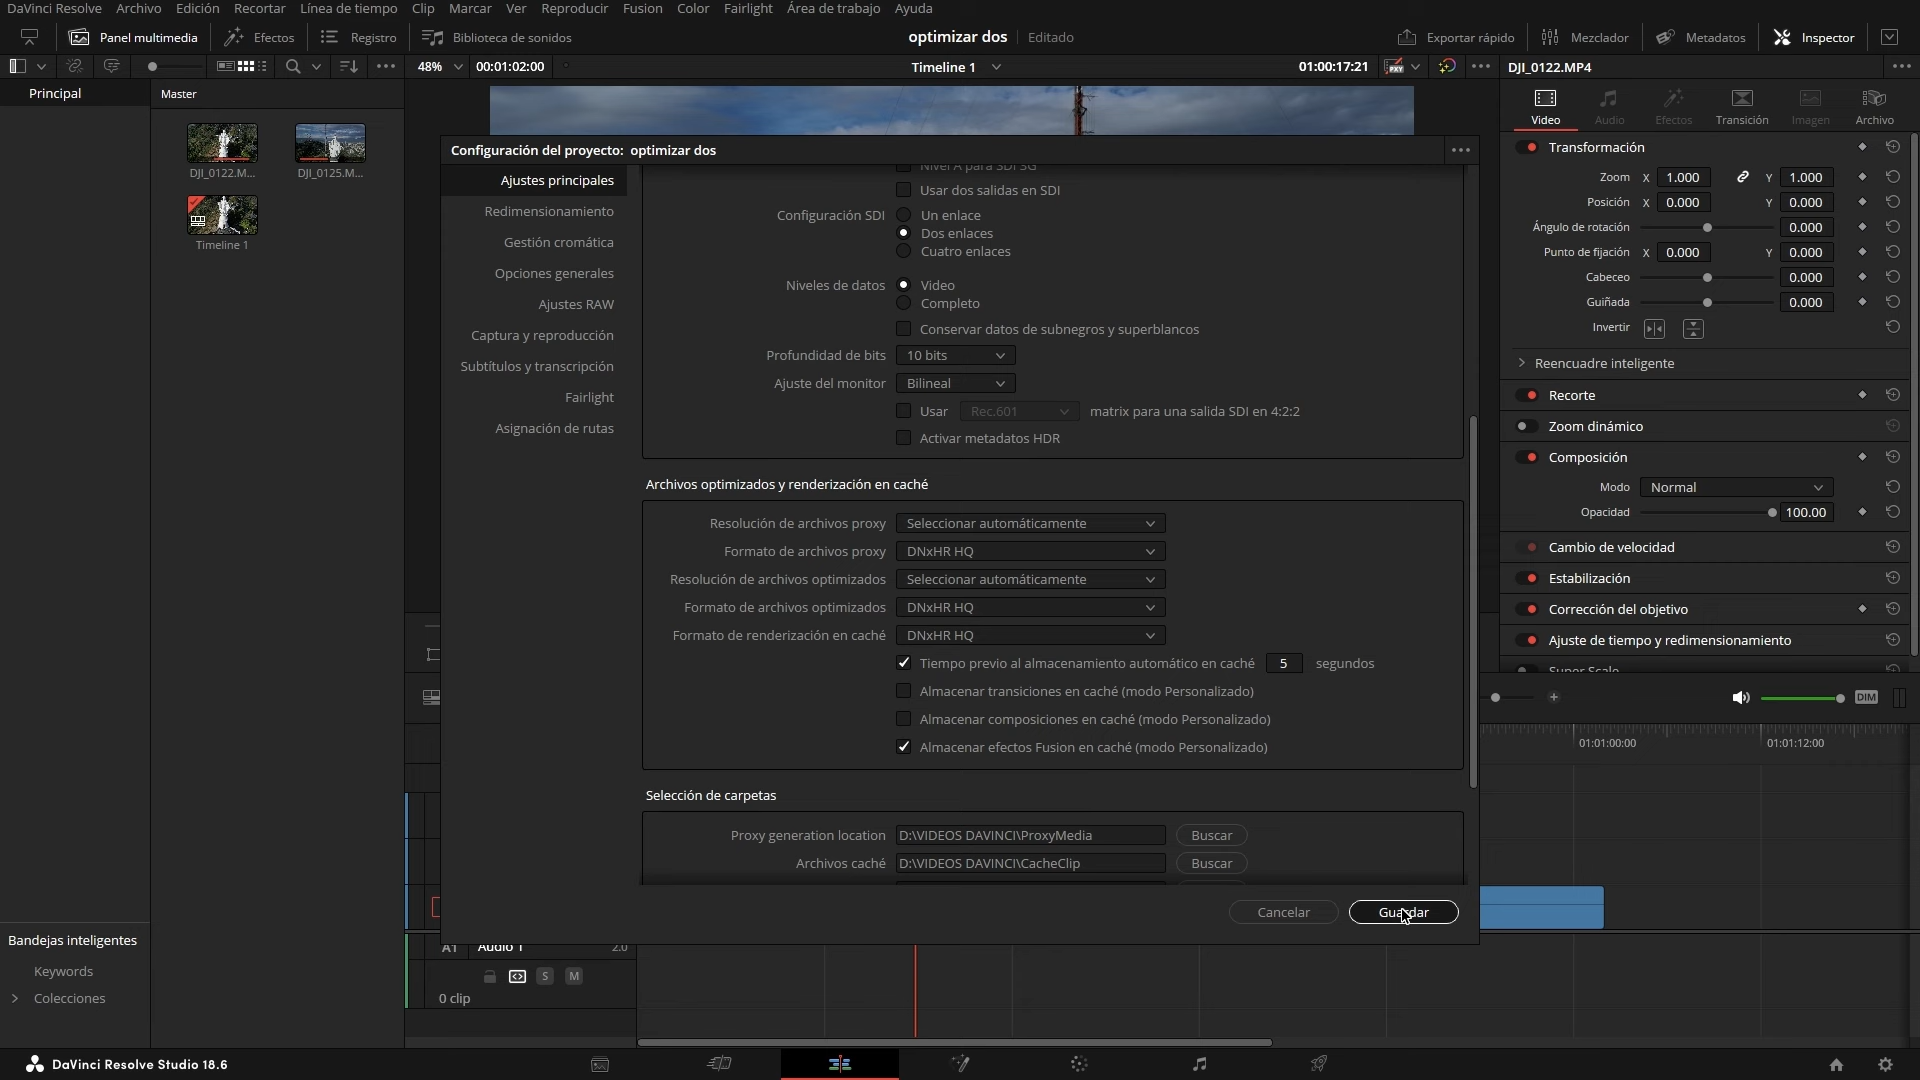 DaVinci Resolve Archivo Edición Recortar Línea de tiempo Clip Marcar Ver Reproducir Fusion Color Fairlight Área de trabajo Ayuda
Panel multimedia Efectos Registro Biblioteca de sonidos optimizar dos Editado Exportar rápido Mezclador Metadatos Inspector
48% 00:01:02:00 Timeline 1 01:00:17:21 PXY DJI_0122.MP4
Principal Master
DJI_0122.M... DJI_0125.M...
Timeline 1
Video Audio Efectos Transición Imagen Archivo
Configuración del proyecto: optimizar dos
Ajustes principales
Redimensionamiento
Gestión cromática
Opciones generales
Ajustes RAW
Captura y reproducción
Subtítulos y transcripción
Fairlight
Asignación de rutas
Nivel A para SDI 3G
Usar dos salidas en SDI
Configuración SDI Un enlace
Dos enlaces
Cuatro enlaces
Niveles de datos Video
Completo
Conservar datos de subnegros y superblancos
Profundidad de bits 10 bits
Ajuste del monitor Bilineal
Usar Rec.601 matrix para una salida SDI en 4:2:2
Activar metadatos HDR
Archivos optimizados y renderización en caché
Resolución de archivos proxy Seleccionar automáticamente
Formato de archivos proxy DNxHR HQ
Resolución de archivos optimizados Seleccionar automáticamente
Formato de archivos optimizados DNxHR HQ
Formato de renderización en caché DNxHR HQ
Tiempo previo al almacenamiento automático en caché 5 segundos
Almacenar transiciones en caché (modo Personalizado)
Almacenar composiciones en caché (modo Personalizado)
Almacenar efectos Fusion en caché (modo Personalizado)
Selección de carpetas
Proxy generation location D:\VIDEOS DAVINCI\ProxyMedia Buscar
Archivos caché D:\VIDEOS DAVINCI\CacheClip Buscar
Cancelar Guardar
Transformación
Zoom X 1.000 Y 1.000
Posición X 0.000 Y 0.000
Ángulo de rotación 0.000
Punto de fijación X 0.000 Y 0.000
Cabeceo 0.000
Guiñada 0.000
Invertir
Reencuadre inteligente
Recorte
Zoom dinámico
Composición
Modo Normal
Opacidad 100.00
Cambio de velocidad
Estabilización
Corrección del objetivo
Ajuste de tiempo y redimensionamiento
Super Scale
DIM
01:01:00:00 01:01:12:00
Bandejas inteligentes
Keywords
Colecciones
A1 Audio 1 2.0
S M
0 clip
DaVinci Resolve Studio 18.6